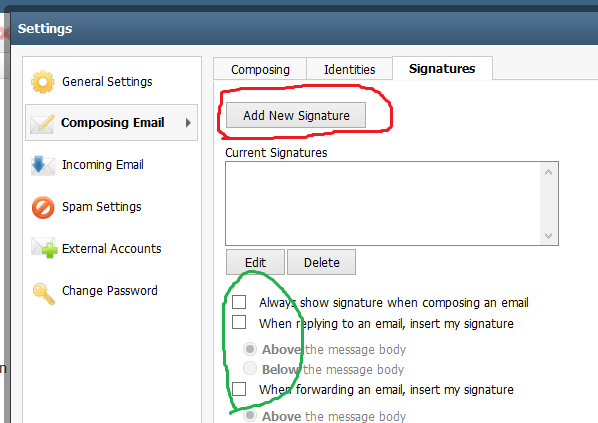 Settings
General Settings
Composing Email
Incoming Email
Spam Settings
External Accounts
Change Password
Composing
Identities
Signatures
Add New Signature
Current Signatures
Edit
Delete
Always show signature when composing an email
When replying to an email, insert my signature
Above the message body
Below the message body
When forwarding an email, insert my signature
Above the message body
n